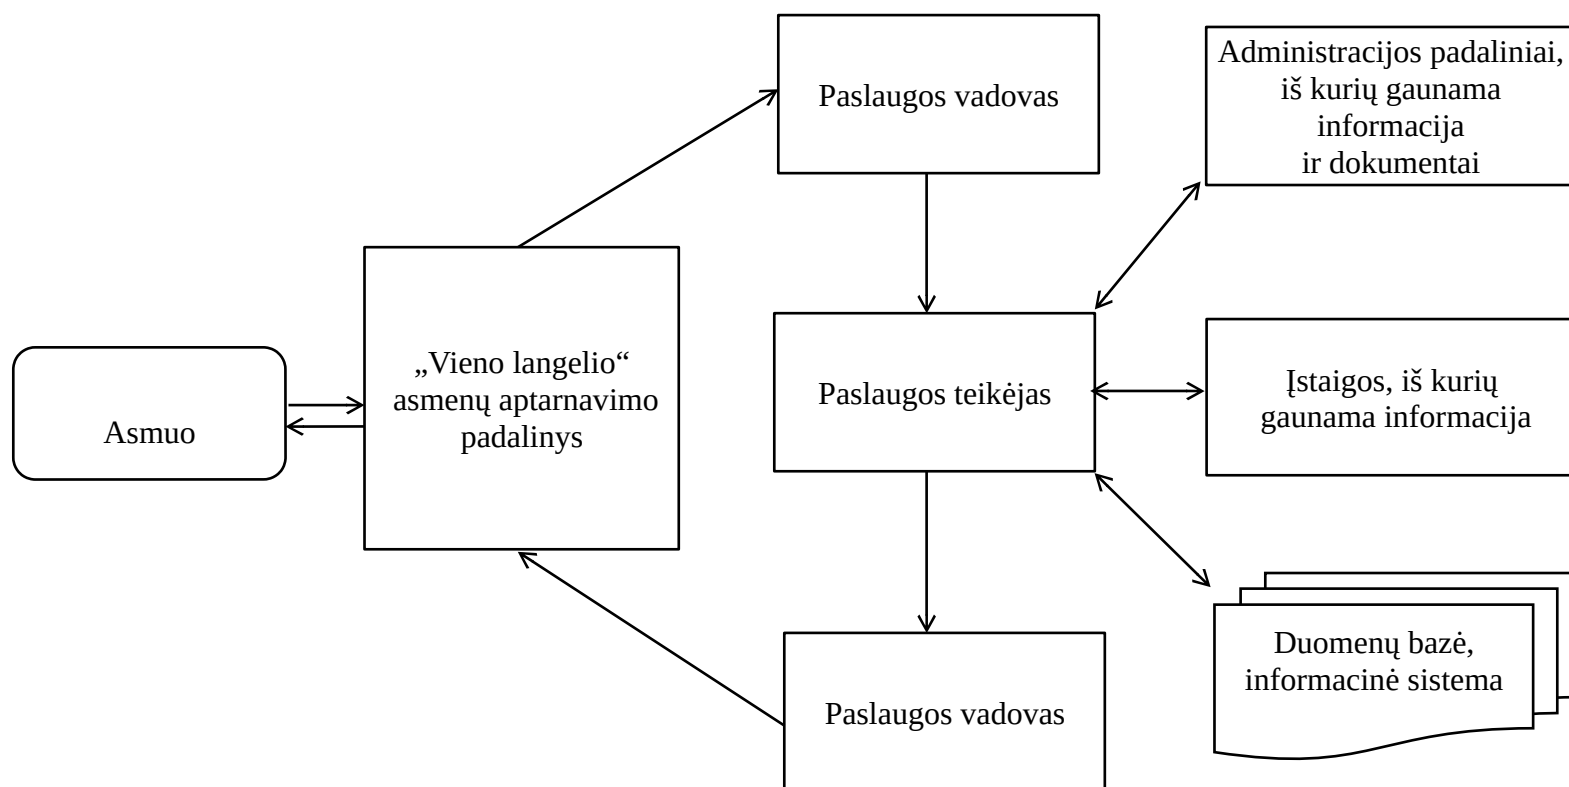 Paslaugos vadovas
Administracijos padaliniai,
iš kurių gaunama
informacija
ir dokumentai
„Vieno langelio“
asmenų aptarnavimo
padalinys
Asmuo
Paslaugos teikėjas
Įstaigos, iš kurių
gaunama informacija
Duomenų bazė,
informacinė sistema
Paslaugos vadovas